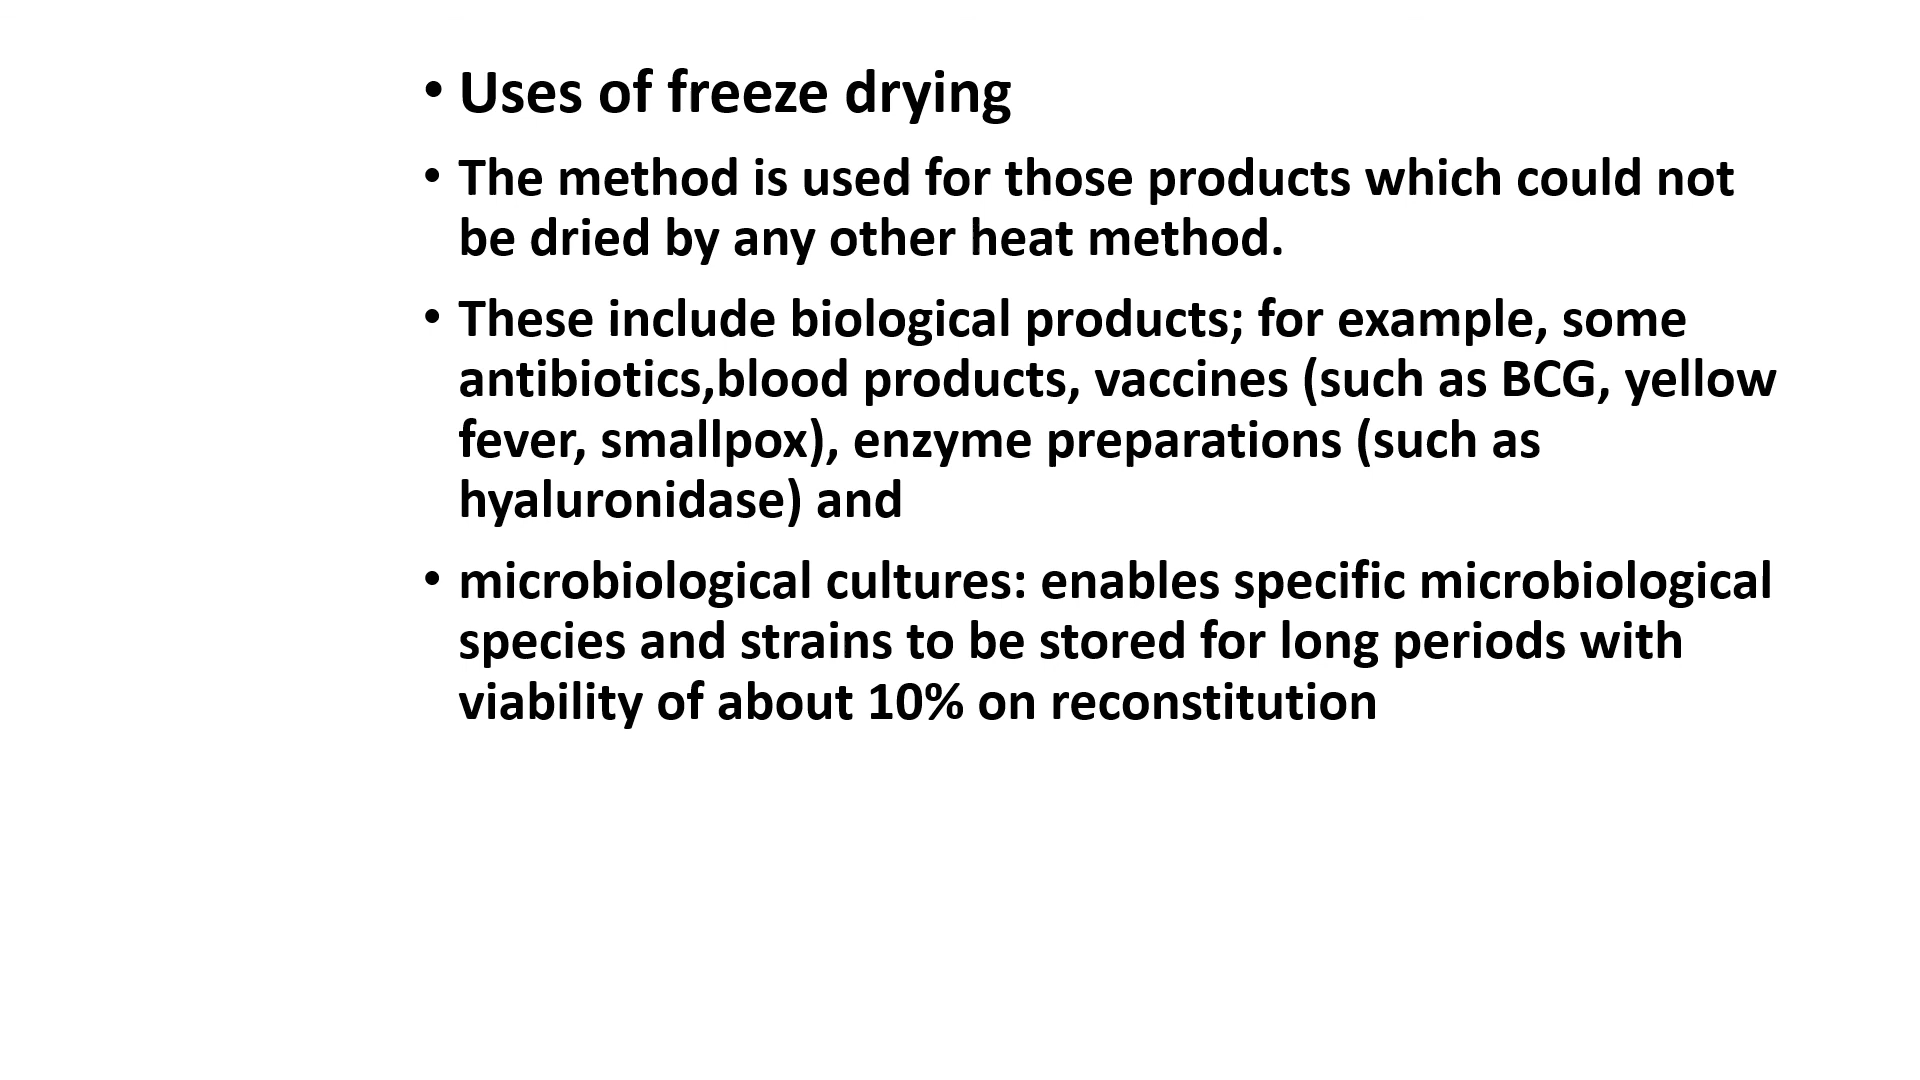 • Uses of freeze drying
• The method is used for those products which could not
be dried by any other heat method.
• These include biological products; for example, some
antibiotics,blood products, vaccines (such as BCG, yellow
fever, smallpox), enzyme preparations (such as
hyaluronidase) and
• microbiological cultures: enables specific microbiological
species and strains to be stored for long periods with
viability of about 10% on reconstitution